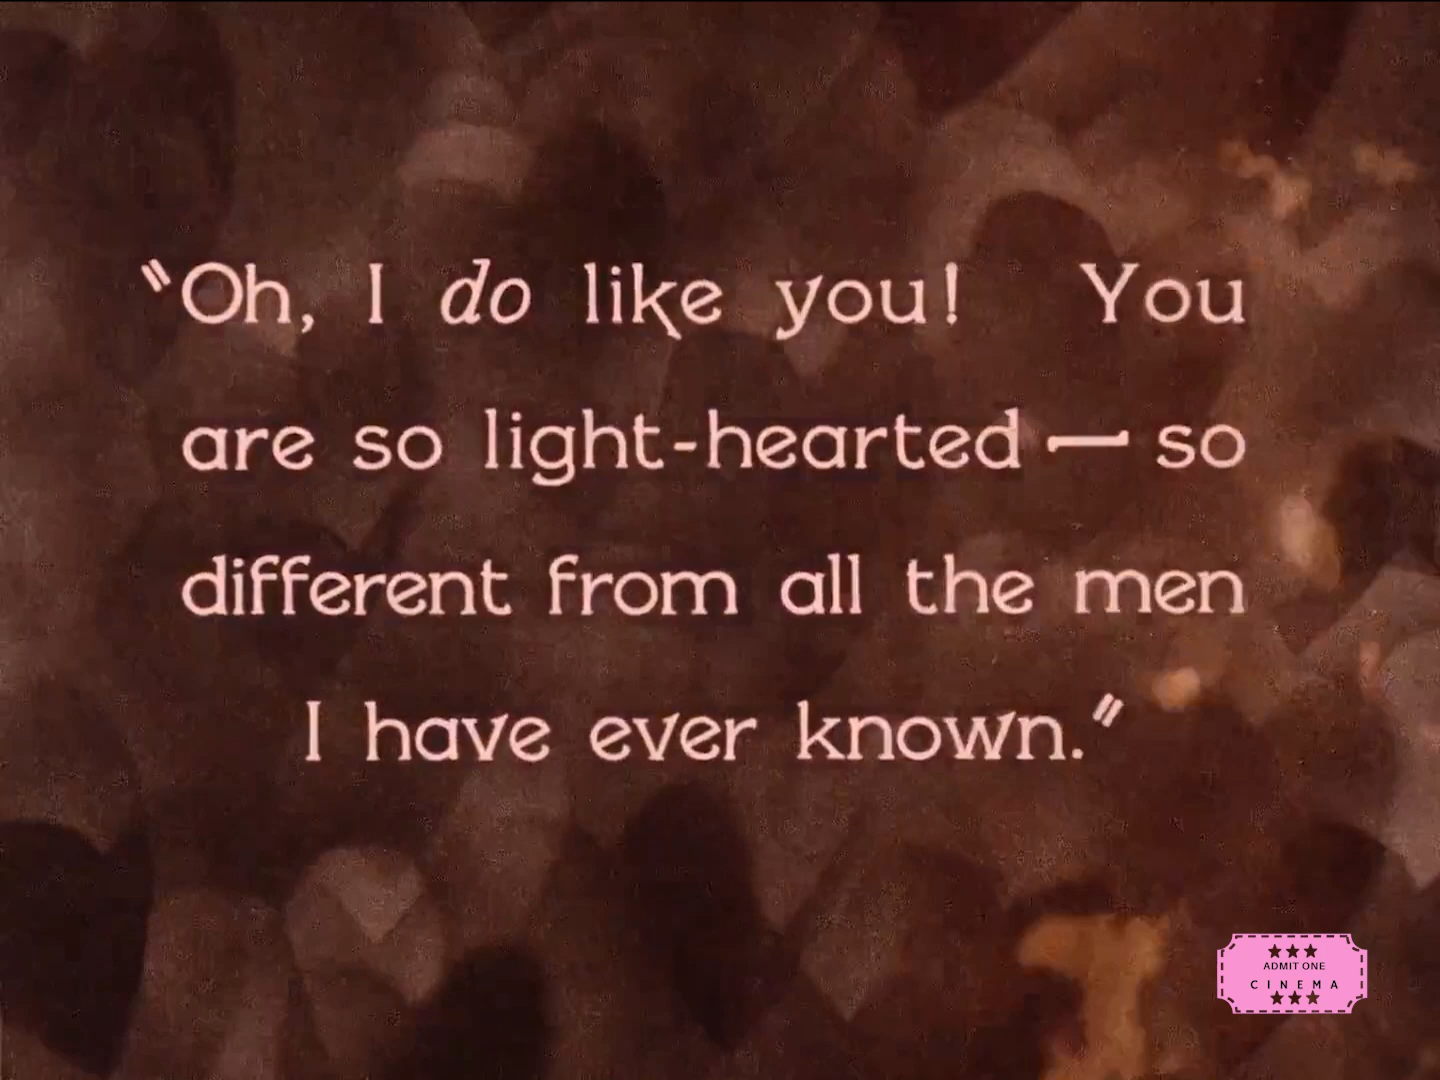 "Oh, I do like you! You
are so light-hearted — so
different from all the men
I have ever known."
ADMIT ONE
CINEMA